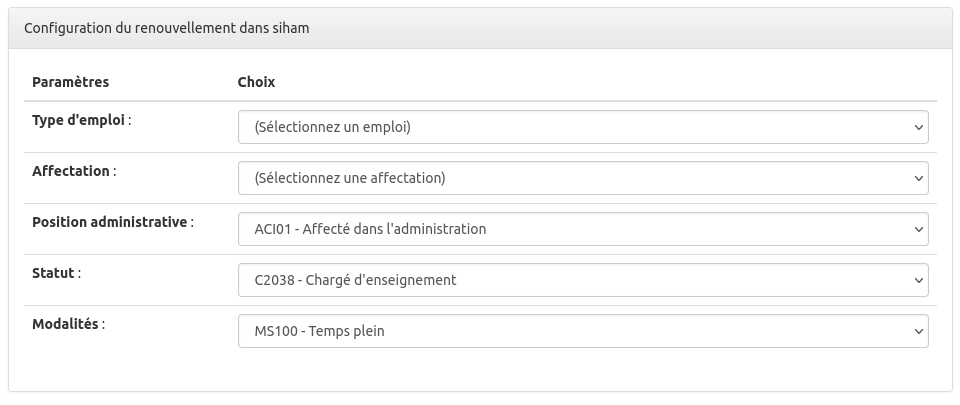 Configuration du renouvellement dans siham
Paramètres Choix
Type d'emploi : (Sélectionnez un emploi)
Affectation : (Sélectionnez une affectation)
Position administrative : ACI01 - Affecté dans l'administration
Statut : C2038 - Chargé d'enseignement
Modalités : MS100 - Temps plein